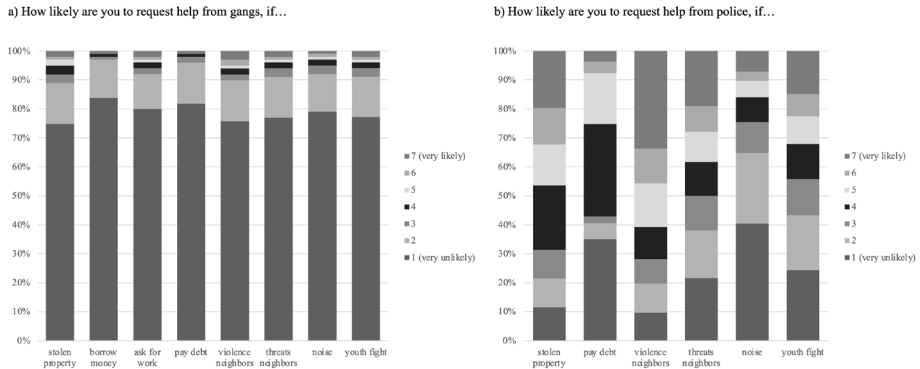 a) How likely are you to request help from gangs, if…
100%
90%
80%
70%
60%
50%
40%
30%
20%
10%
0%
stolen property
borrow money
ask for work
pay debt
violence neighbors
threats neighbors
noise
youth fight
7 (very likely)
6
5
4
3
2
1 (very unlikely)
b) How likely are you to request help from police, if…
100%
90%
80%
70%
60%
50%
40%
30%
20%
10%
0%
stolen property
pay debt
violence neighbors
threats neighbors
noise
youth fight
7 (very likely)
6
5
4
3
2
1 (very unlikely)